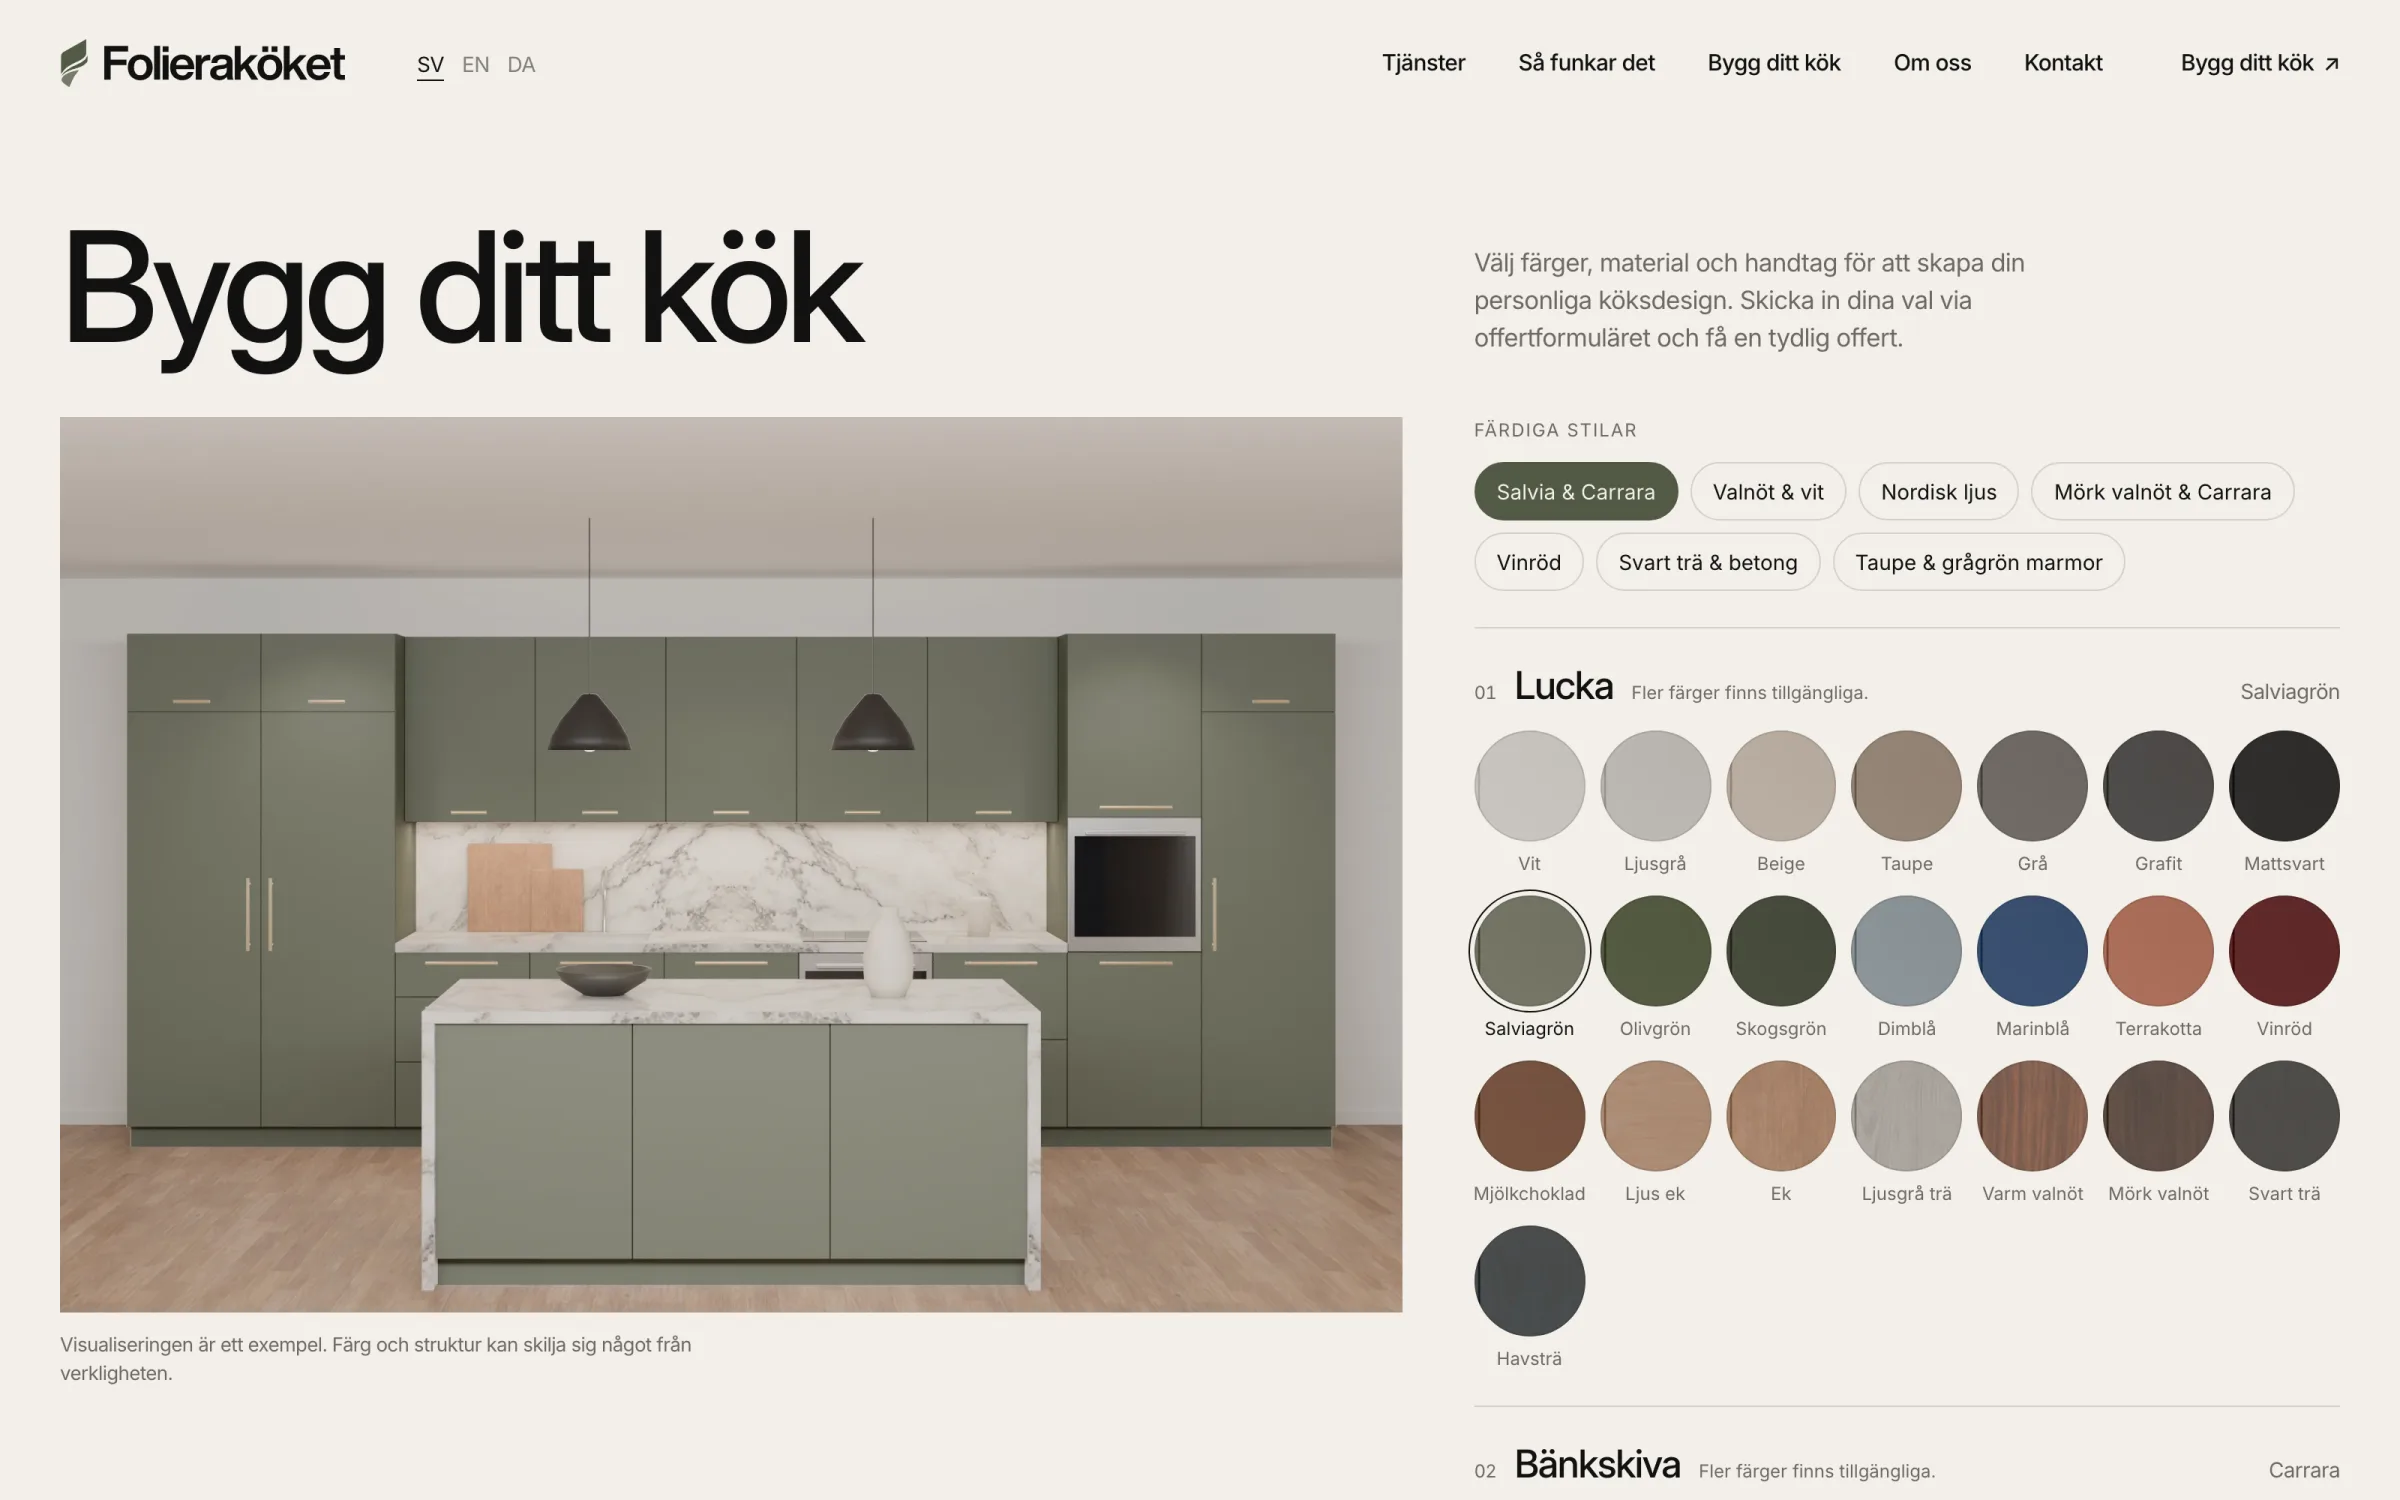 Folieraköket
SV EN DA
Tjänster Så funkar det Bygg ditt kök Om oss Kontakt Bygg ditt kök ↗
Bygg ditt kök
Välj färger, material och handtag för att skapa din
personliga köksdesign. Skicka in dina val via
offertformuläret och få en tydlig offert.
FÄRDIGA STILAR
Salvia & Carrara Valnöt & vit Nordisk ljus Mörk valnöt & Carrara
Vinröd Svart trä & betong Taupe & grågrön marmor
01 Lucka Fler färger finns tillgängliga. Salviagrön
Vit Ljusgrå Beige Taupe Grå Grafit Mattsvart
Salviagrön Olivgrön Skogsgrön Dimblå Marinblå Terrakotta Vinröd
Mjölkchoklad Ljus ek Ek Ljusgrå trä Varm valnöt Mörk valnöt Svart trä
Havsträ
Visualiseringen är ett exempel. Färg och struktur kan skilja sig något från
verkligheten.
02 Bänkskiva Fler färger finns tillgängliga. Carrara